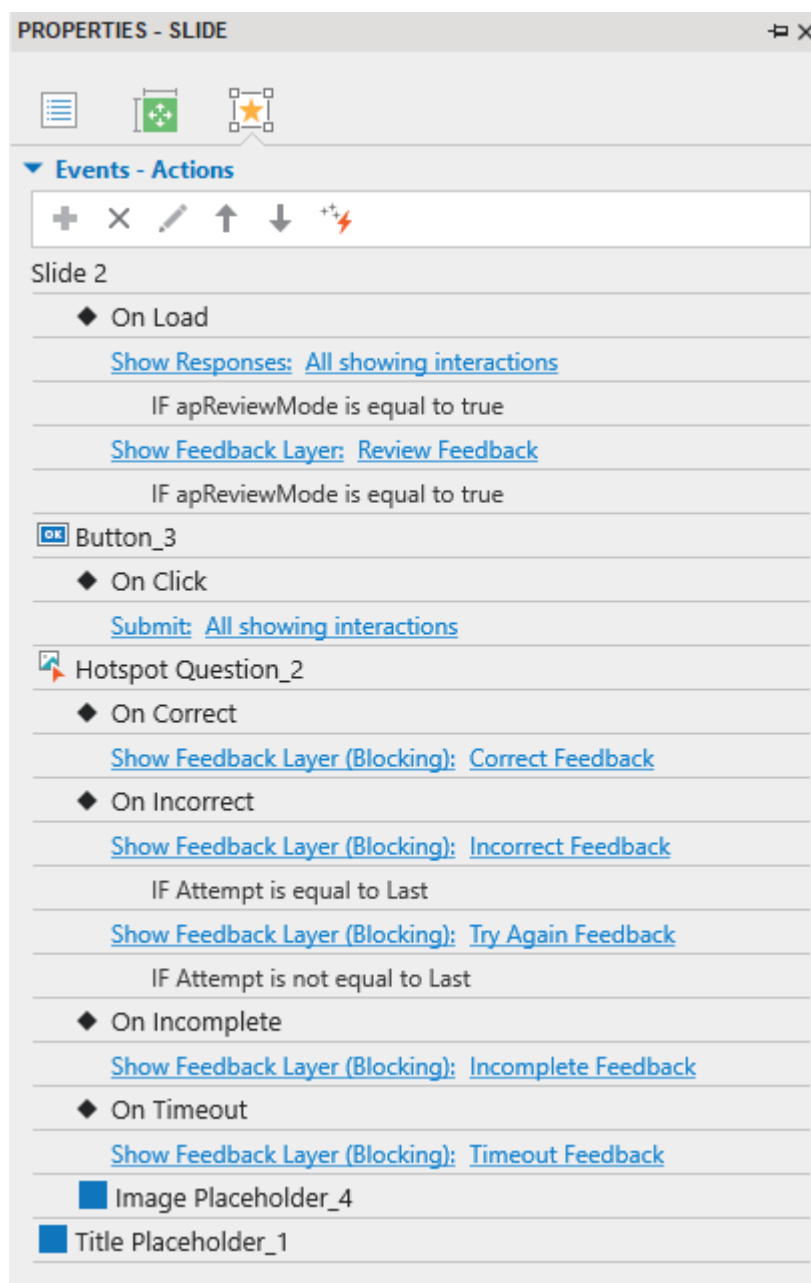 PROPERTIES - SLIDE
Events - Actions
Slide 2
On Load
Show Responses: All showing interactions
IF apReviewMode is equal to true
Show Feedback Layer: Review Feedback
IF apReviewMode is equal to true
OK Button_3
On Click
Submit: All showing interactions
Hotspot Question_2
On Correct
Show Feedback Layer (Blocking): Correct Feedback
On Incorrect
Show Feedback Layer (Blocking): Incorrect Feedback
IF Attempt is equal to Last
Show Feedback Layer (Blocking): Try Again Feedback
IF Attempt is not equal to Last
On Incomplete
Show Feedback Layer (Blocking): Incomplete Feedback
On Timeout
Show Feedback Layer (Blocking): Timeout Feedback
Image Placeholder_4
Title Placeholder_1